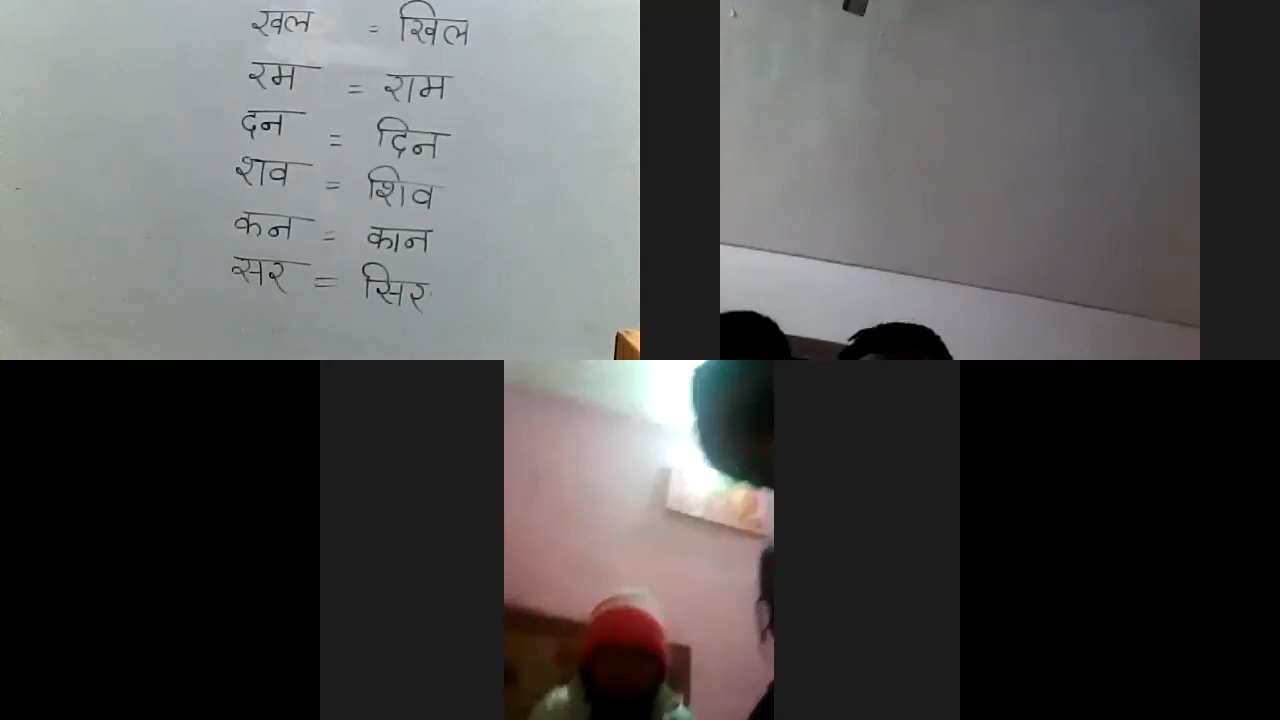 खल = खिल
रम = राम
दन = दिन
शव = शिव
कन = कान
सर = सिर